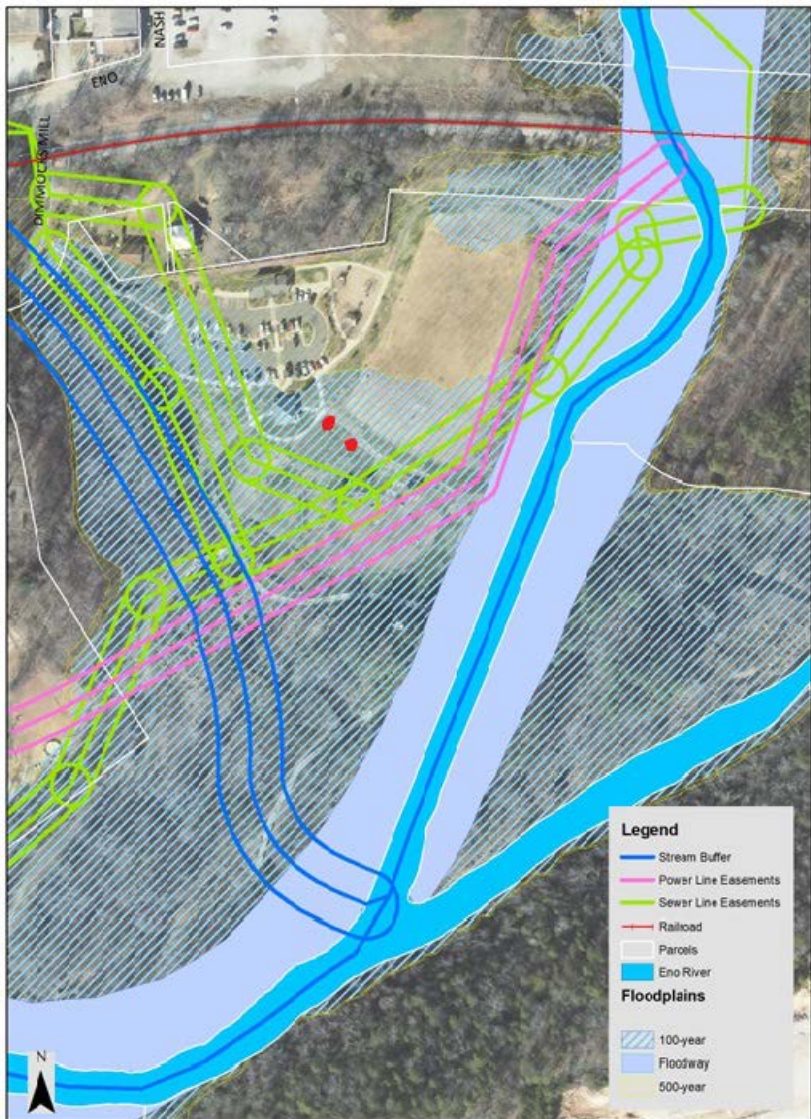 NASH
ENO
DIMMOCKS MILL
Legend
Stream Buffer
Power Line Easements
Sewer Line Easements
Railroad
Parcels
Eno River
Floodplains
100-year
Floodway
500-year
N